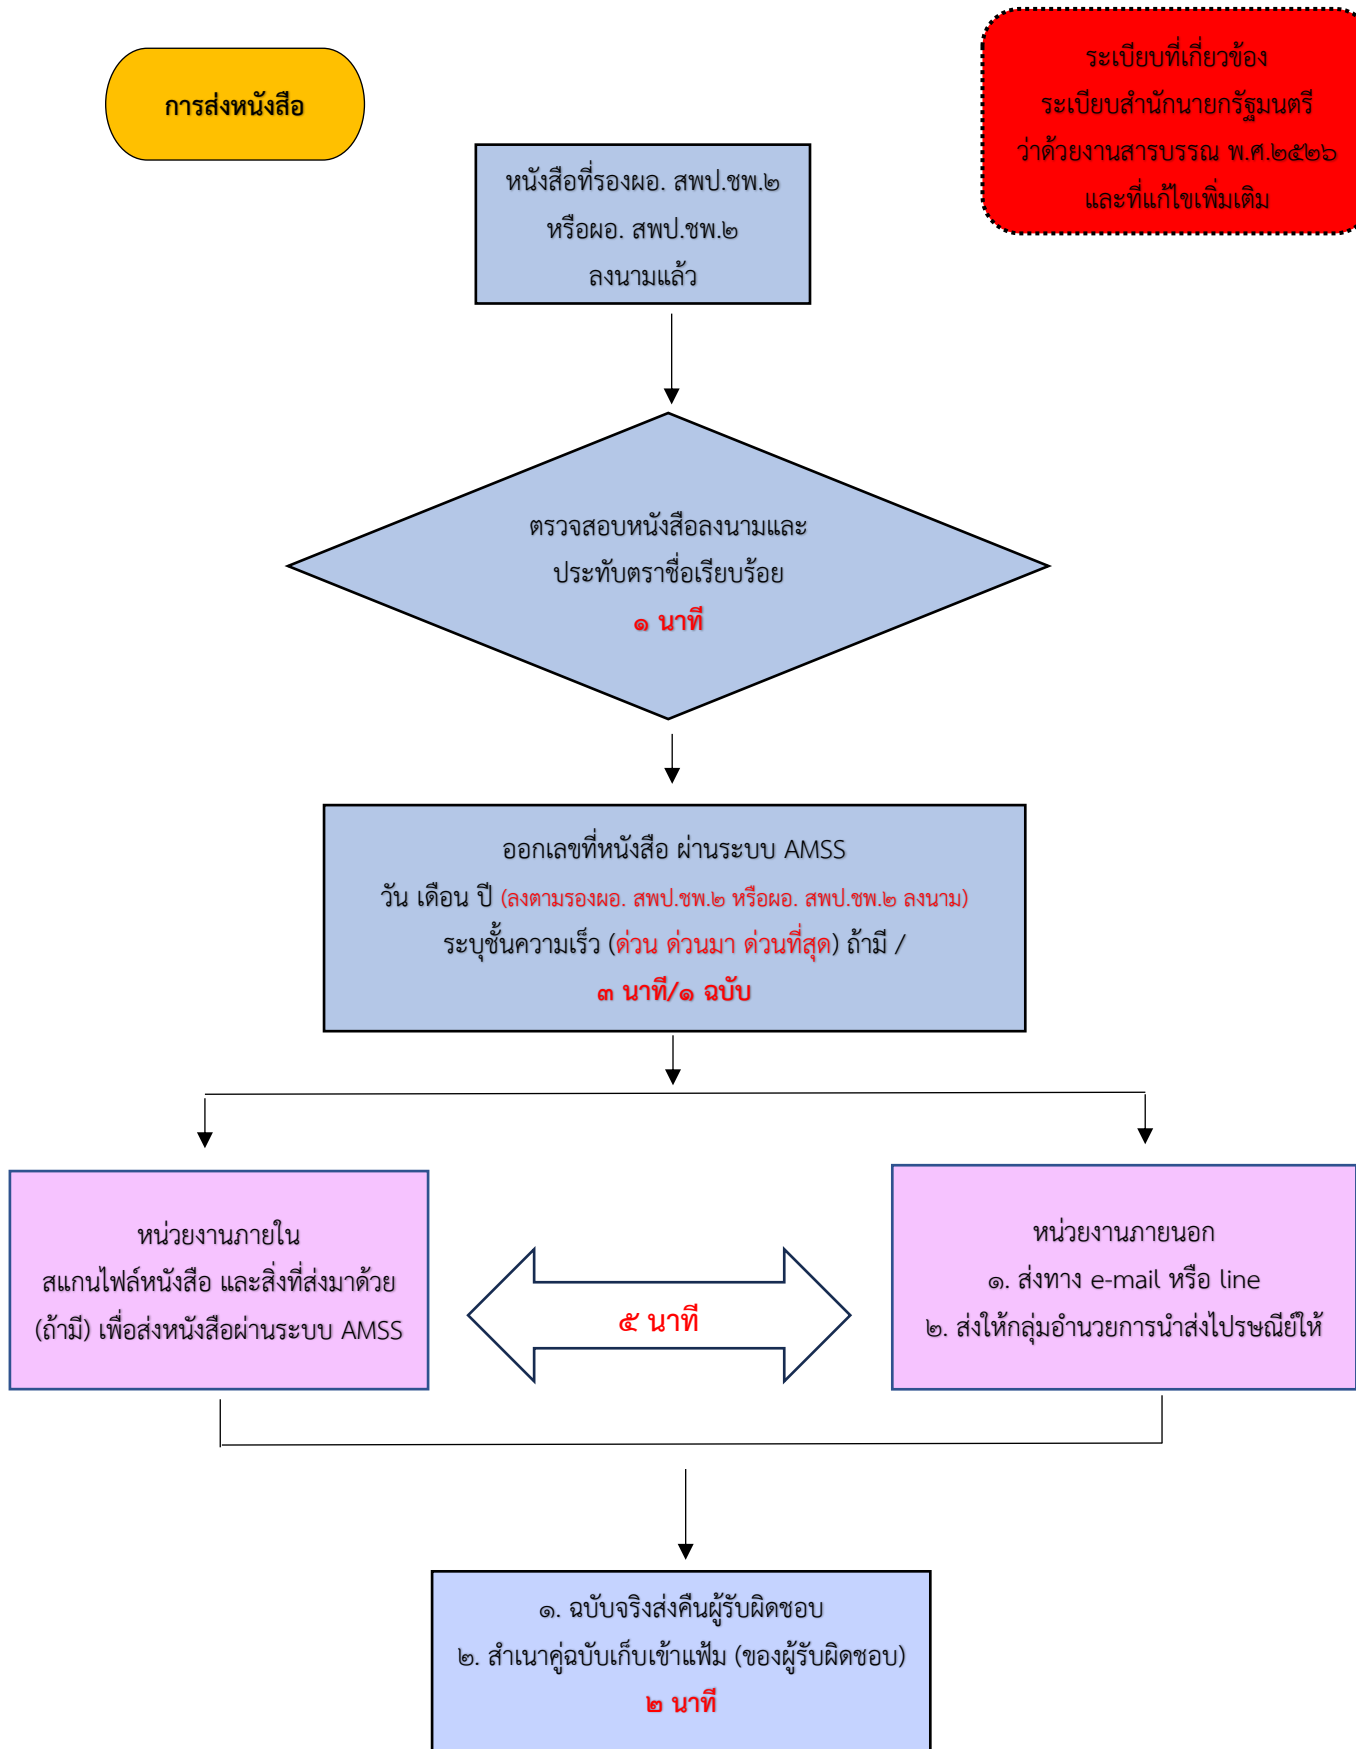 การส่งหนังสือ
ระเบียบที่เกี่ยวข้อง
ระเบียบสำนักนายกรัฐมนตรี
ว่าด้วยงานสารบรรณ พ.ศ.๒๕๒๖
และที่แก้ไขเพิ่มเติม
หนังสือที่รองผอ. สพป.ชพ.๒
หรือผอ. สพป.ชพ.๒
ลงนามแล้ว
ตรวจสอบหนังสือลงนามและ
ประทับตราชื่อเรียบร้อย
๑ นาที
ออกเลขที่หนังสือ ผ่านระบบ AMSS
วัน เดือน ปี (ลงตามรองผอ. สพป.ชพ.๒ หรือผอ. สพป.ชพ.๒ ลงนาม)
ระบุชั้นความเร็ว (ด่วน ด่วนมา ด่วนที่สุด) ถ้ามี /
๓ นาที/๑ ฉบับ
หน่วยงานภายใน
สแกนไฟล์หนังสือ และสิ่งที่ส่งมาด้วย
(ถ้ามี) เพื่อส่งหนังสือผ่านระบบ AMSS
๕ นาที
หน่วยงานภายนอก
๑. ส่งทาง e-mail หรือ line
๒. ส่งให้กลุ่มอำนวยการนำส่งไปรษณีย์ให้
๑. ฉบับจริงส่งคืนผู้รับผิดชอบ
๒. สำเนาคู่ฉบับเก็บเข้าแฟ้ม (ของผู้รับผิดชอบ)
๒ นาที